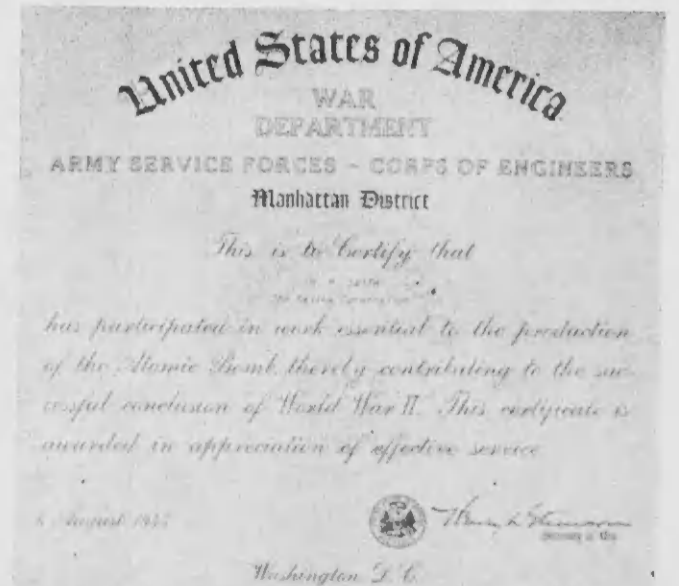 United States of America
WAR
DEPARTMENT
ARMY SERVICE FORCES - CORPS OF ENGINEERS
Manhattan District
This is to Certify that
has participated in work essential to the production
of the Atomic Bomb, thereby contributing to the suc-
cessful conclusion of World War II. This certificate is
awarded in appreciation of effective service
August
Washington D. C.